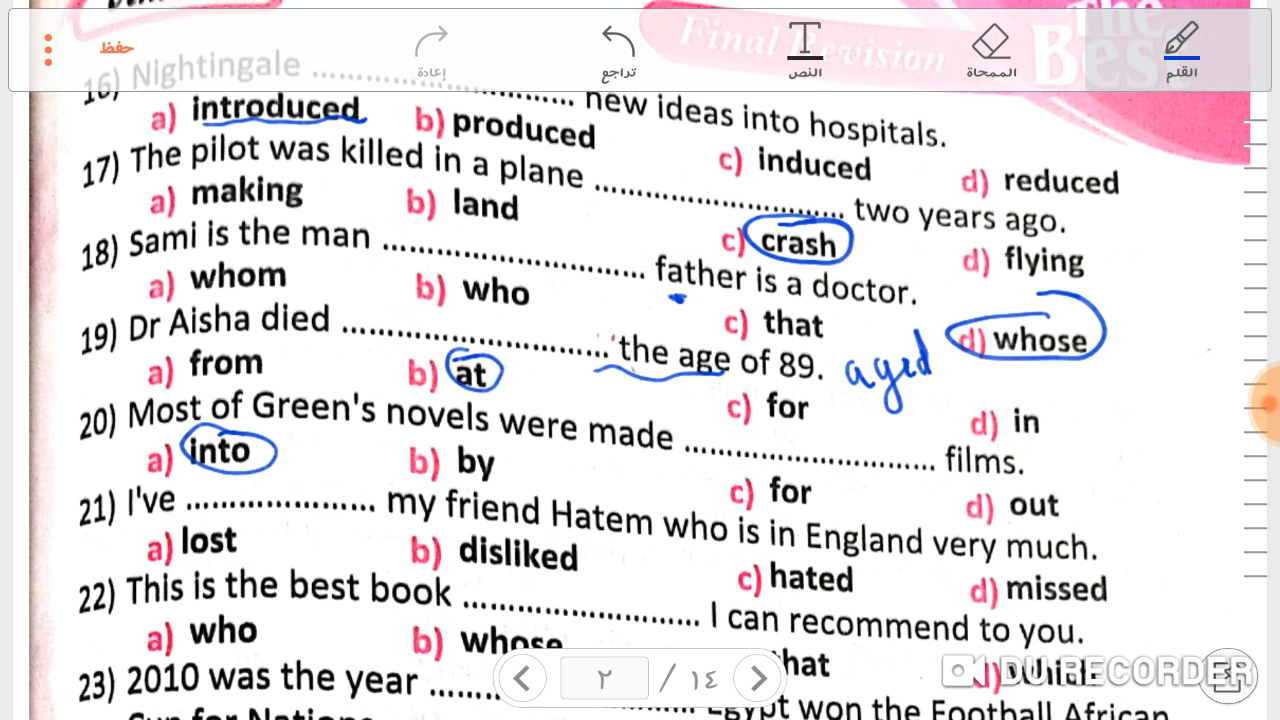 حفظ
إعادة
تراجع
النص
الممحاة
القلم
Final Revision
The Best
16) Nightingale .......................... new ideas into hospitals.
a) introduced b) produced c) induced d) reduced
17) The pilot was killed in a plane .......................... two years ago.
a) making b) land c) crash d) flying
18) Sami is the man .......................... father is a doctor.
a) whom b) who c) that d) whose
19) Dr Aisha died .......................... the age of 89. aged
a) from b) at c) for d) in
20) Most of Green's novels were made .......................... films.
a) into b) by c) for d) out
21) I've .................... my friend Hatem who is in England very much.
a) lost b) disliked c) hated d) missed
22) This is the best book .......................... I can recommend to you.
a) who b) whose that d) which
٢ / ١٤
DU RECORDER
23) 2010 was the year .......................... Egypt won the Football African